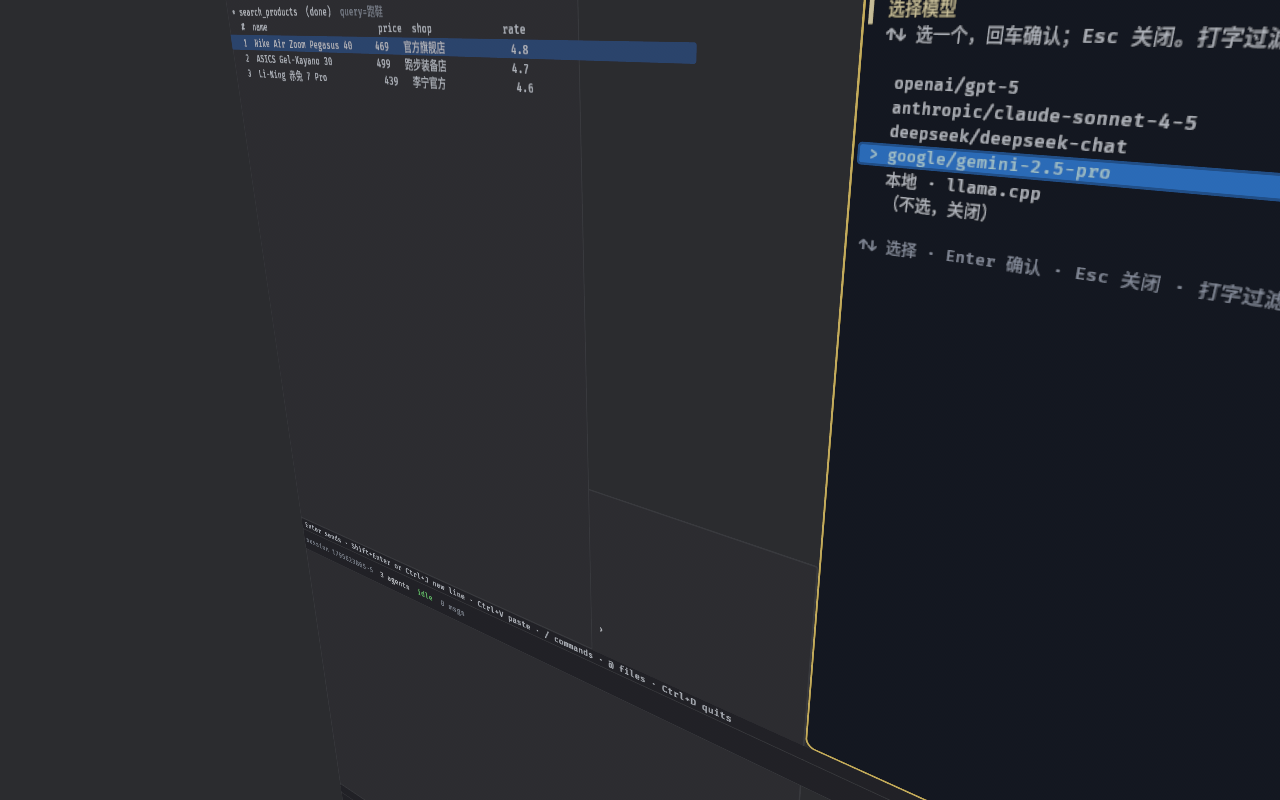 * search_products (done) query=跑鞋
# name price shop rate
1 Nike Air Zoom Pegasus 40 469 官方旗舰店 4.8
2 ASICS Gel-Kayano 30 499 跑步装备店 4.7
3 Li-Ning 赤兔 7 Pro 439 李宁官方 4.6
›
Enter sends · Shift+Enter or Ctrl+J new line · Ctrl+V paste · / commands · @ files · Ctrl+D quits
session 3 agents idle 0 msgs
选择模型
↑↓ 选一个，回车确认；Esc 关闭。打字过滤
openai/gpt-5
anthropic/claude-sonnet-4-5
deepseek/deepseek-chat
> google/gemini-2.5-pro
本地 · llama.cpp
（不选，关闭）
↑↓ 选择 · Enter 确认 · Esc 关闭 · 打字过滤